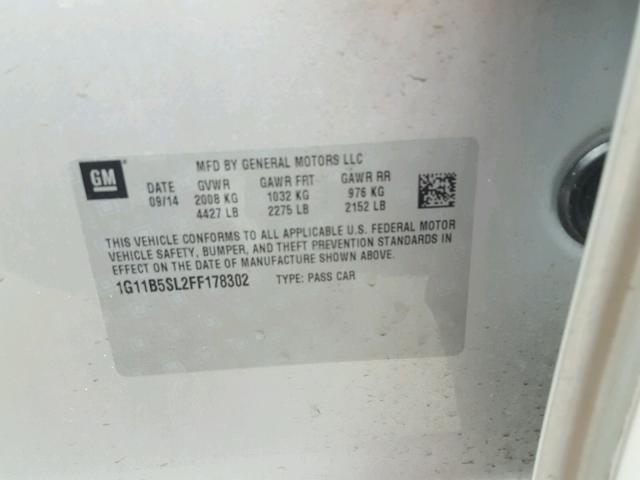 GM
MFD BY GENERAL MOTORS LLC
DATE GVWR GAWR FRT GAWR RR
09/14 2008 KG 1032 KG 976 KG
4427 LB 2275 LB 2152 LB
THIS VEHICLE CONFORMS TO ALL APPLICABLE U.S. FEDERAL MOTOR
VEHICLE SAFETY, BUMPER, AND THEFT PREVENTION STANDARDS IN
EFFECT ON THE DATE OF MANUFACTURE SHOWN ABOVE.
1G11B5SL2FF178302 TYPE: PASS CAR